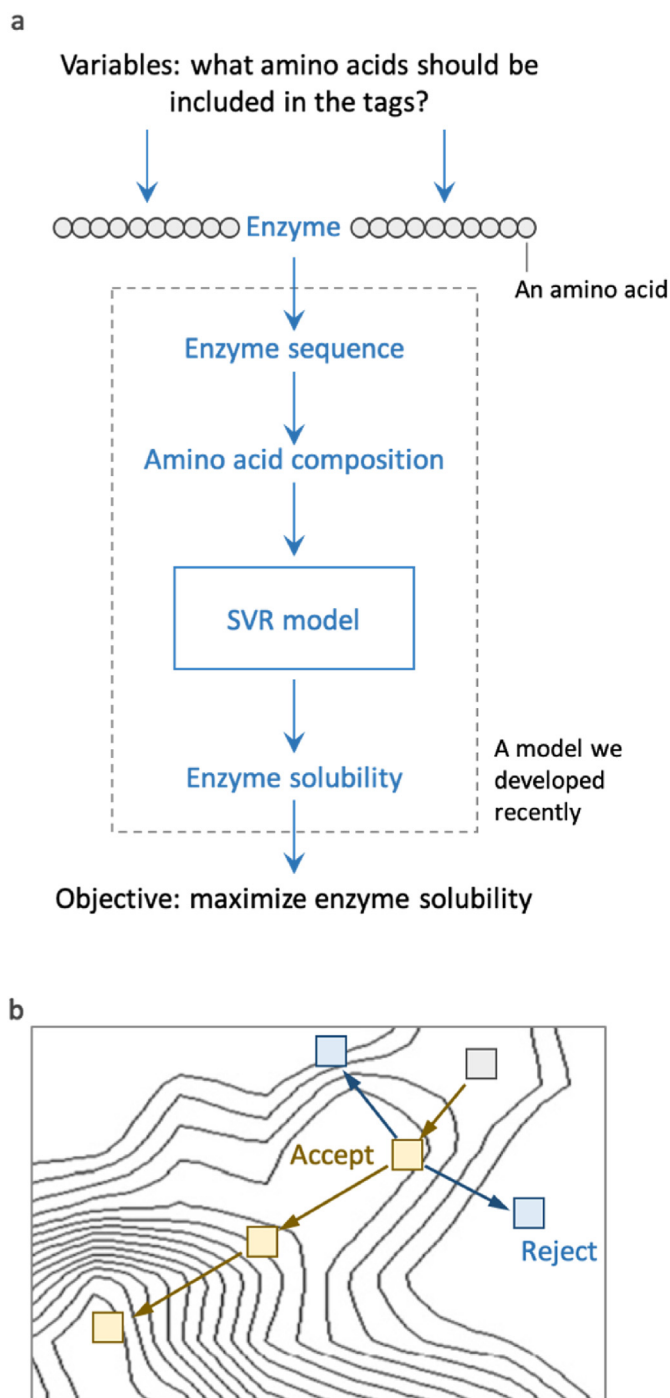 a
Variables: what amino acids should be
included in the tags?
Enzyme
An amino acid
Enzyme sequence
Amino acid composition
SVR model
Enzyme solubility
A model we
developed
recently
Objective: maximize enzyme solubility
b
Accept
Reject